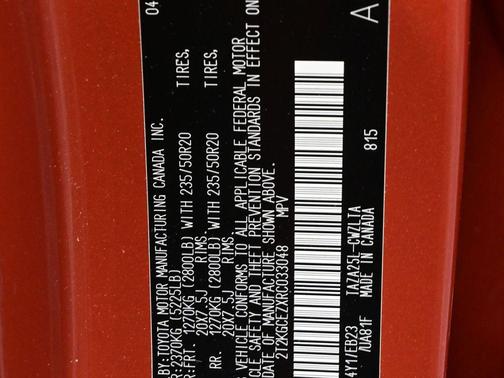 04
BY: TOYOTA MOTOR MANUFACTURING CANADA INC.
R: 2370KG (5225LB)
R: FRT. 1270KG (2800LB) WITH 235/50R20 TIRES,
20X7.5J RIMS,
RR. 1270KG (2800LB) WITH 235/50R20 TIRES,
20X7.5J RIMS,
S VEHICLE CONFORMS TO ALL APPLICABLE FEDERAL MOTOR
CLE SAFETY AND THEFT PREVENTION STANDARDS IN EFFECT ON
DATE OF MANUFACTURE SHOWN ABOVE.
2T2KGCEZXRC033048 MPV
A
815
4Y1/EB23 TAZA25L-CWZLTA
/UA81F MADE IN CANADA